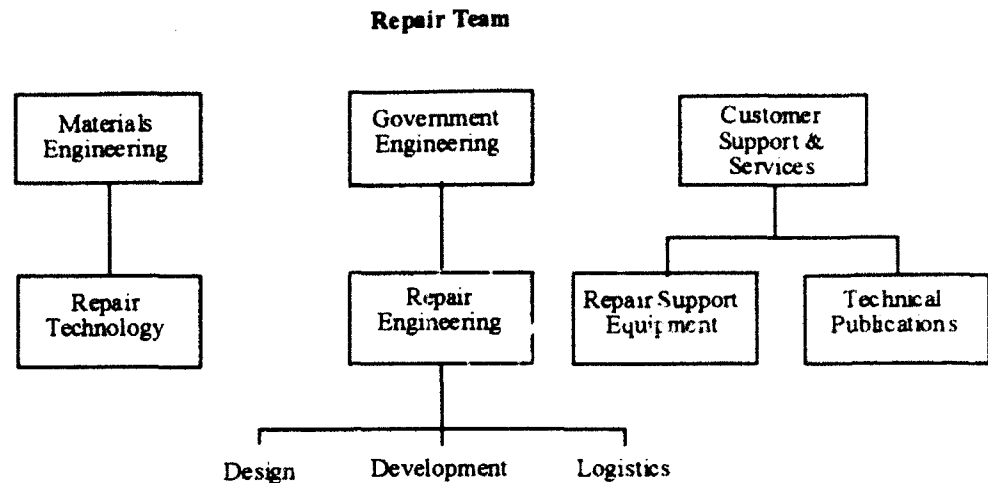 Repair Team
Materials
Engineering
Government
Engineering
Customer
Support &
Services
Repair
Technology
Repair
Engineering
Repair Support
Equipment
Technical
Publications
Design
Development
Logistics